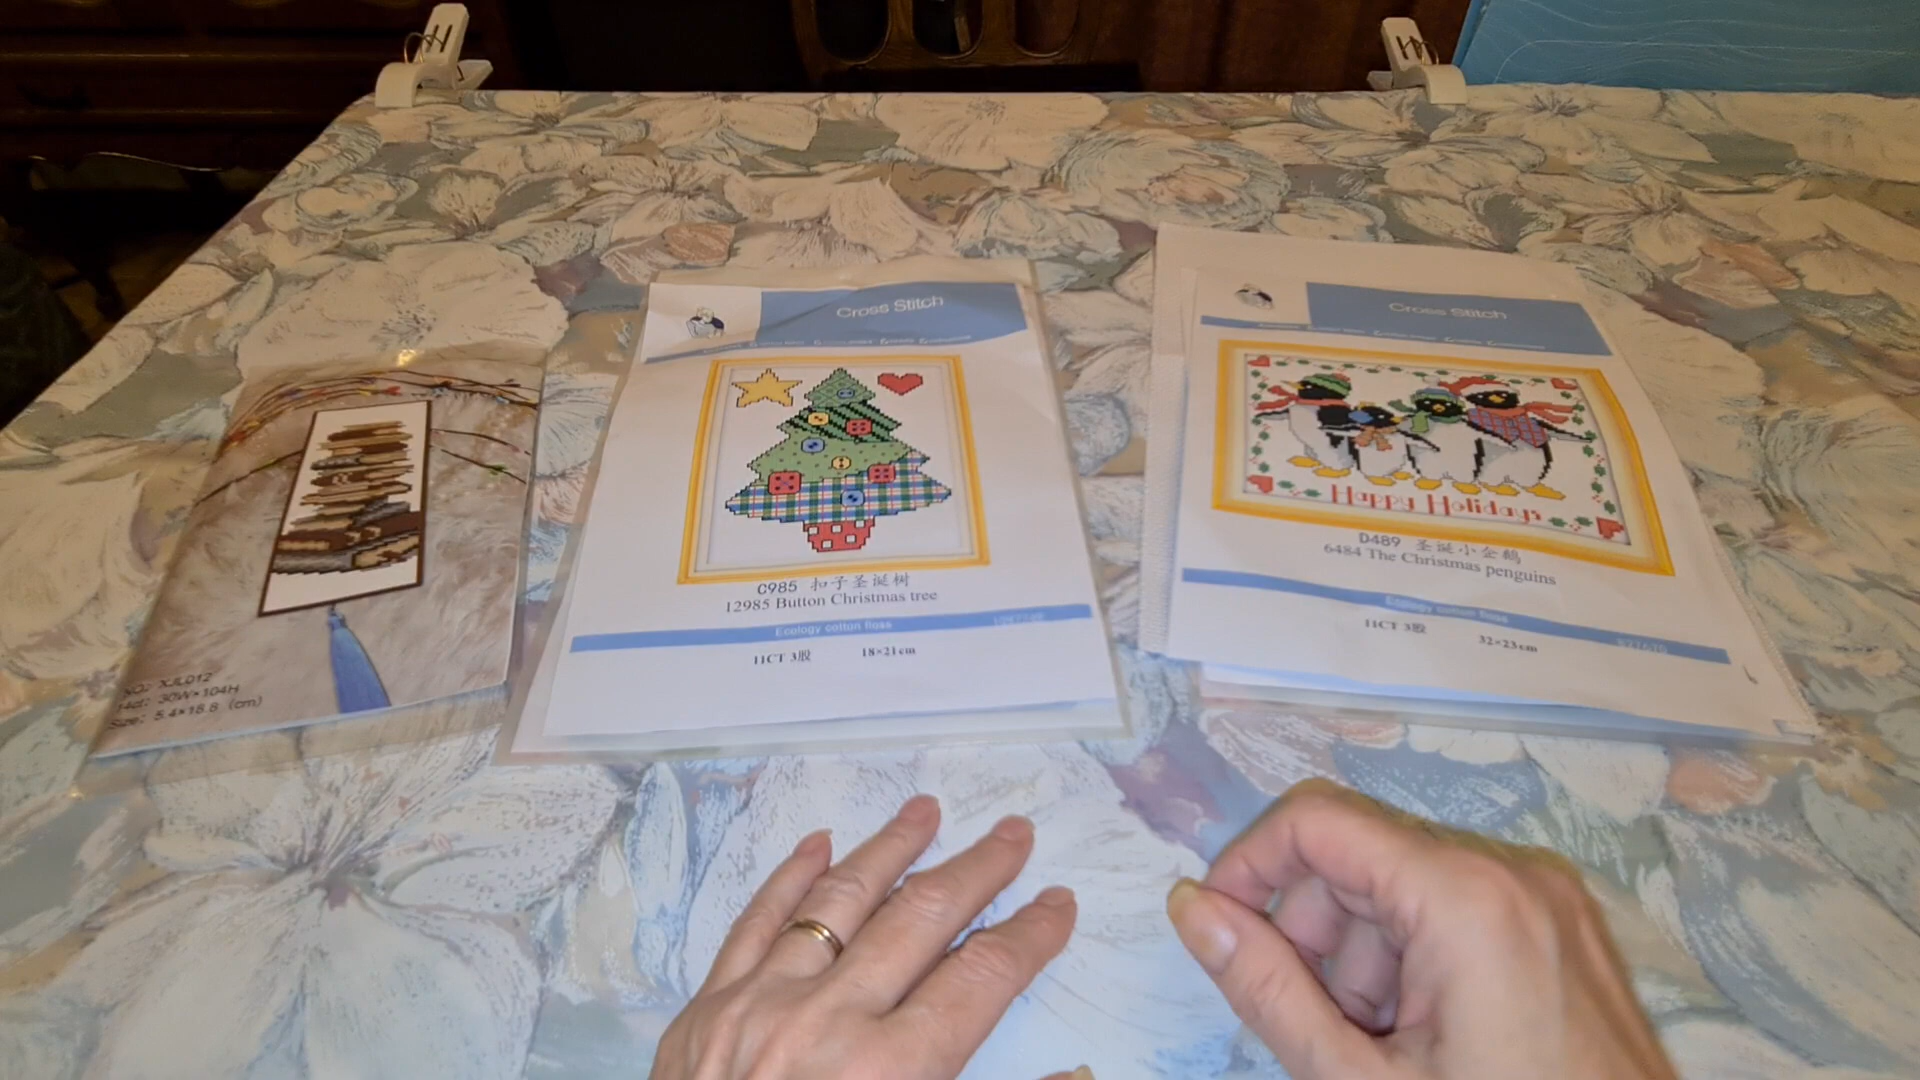 NO: XJL012
14ct: 30W×104H
Size: 5.4×18.8 (cm)
Cross Stitch
C985 扣子圣诞树
12985 Button Christmas tree
Ecology cotton floss
11CT 3股 18×21cm
Cross Stitch
Happy Holidays
D489 圣诞小企鹅
6484 The Christmas penguins
Ecology cotton floss
11CT 3股 32×23cm